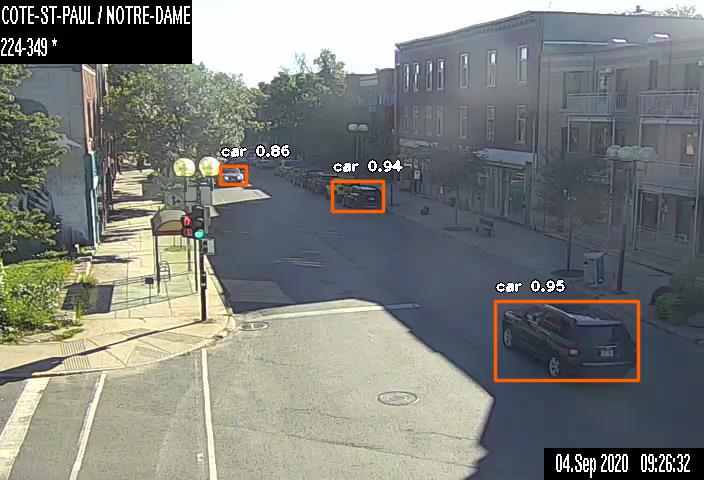 COTE-ST-PAUL / NOTRE-DAME
224-349 *
car 0.86
car 0.94
car 0.95
04.Sep 2020 09:26:32